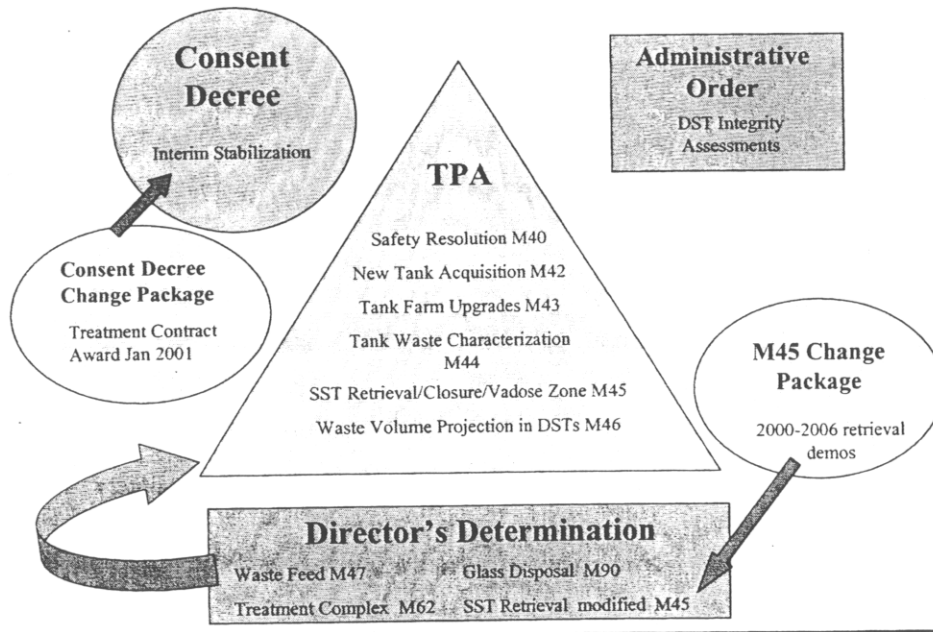 Consent
Decree
Interim Stabilization
Administrative
Order
DST Integrity
Assessments
TPA
Safety Resolution M40
New Tank Acquisition M42
Tank Farm Upgrades M43
Tank Waste Characterization
M44
SST Retrieval/Closure/Vadose Zone M45
Waste Volume Projection in DSTs M46
Consent Decree
Change Package
Treatment Contract
Award Jan 2001
M45 Change
Package
2000-2006 retrieval
demos
Director's Determination
Waste Feed M47
Glass Disposal M90
Treatment Complex M62
SST Retrieval modified M45